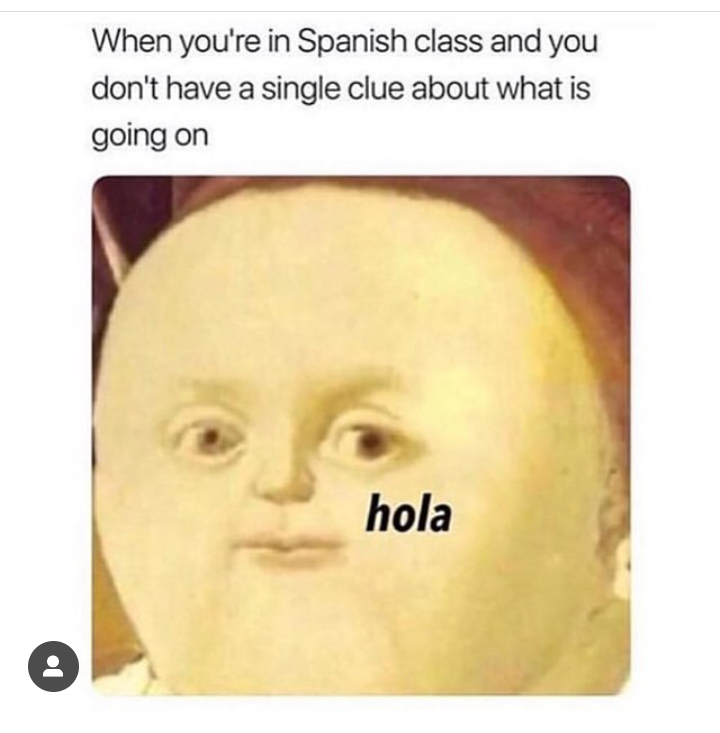 When you're in Spanish class and you
don't have a single clue about what is
going on
hola